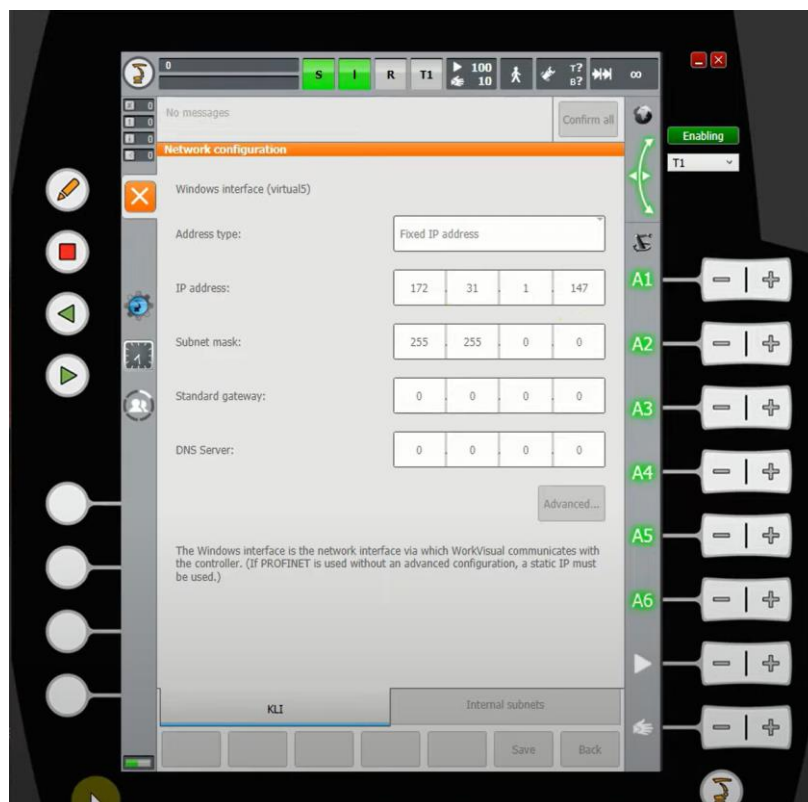 0
S I R T1 100 10 T? B? ∞
0
0
0
0
No messages
Confirm all
Enabling
T1
Network configuration
Windows interface (virtual5)
Address type: Fixed IP address
IP address: 172 . 31 . 1 . 147
Subnet mask: 255 . 255 . 0 . 0
Standard gateway: 0 . 0 . 0 . 0
DNS Server: 0 . 0 . 0 . 0
Advanced...
The Windows interface is the network interface via which WorkVisual communicates with
the controller. (If PROFINET is used without an advanced configuration, a static IP must
be used.)
A1
A2
A3
A4
A5
A6
KLI Internal subnets
Save Back